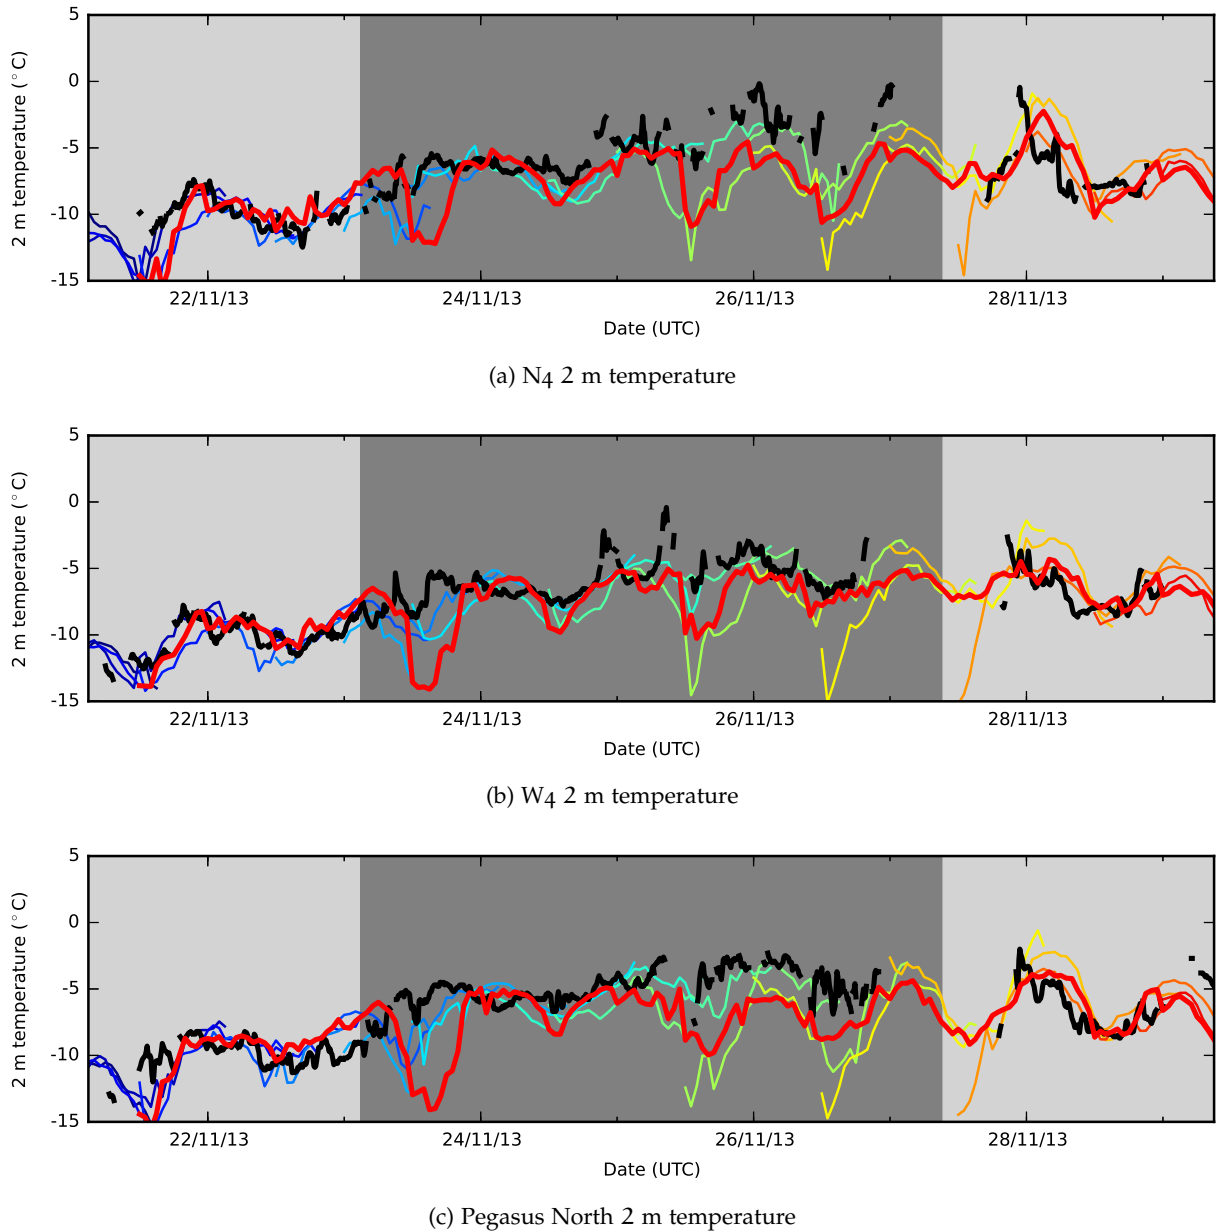 5
0
-5
-10
-15
2 m temperature (°C)
22/11/13 24/11/13 26/11/13 28/11/13
Date (UTC)
(a) N4 2 m temperature
5
0
-5
-10
-15
2 m temperature (°C)
22/11/13 24/11/13 26/11/13 28/11/13
Date (UTC)
(b) W4 2 m temperature
5
0
-5
-10
-15
2 m temperature (°C)
22/11/13 24/11/13 26/11/13 28/11/13
Date (UTC)
(c) Pegasus North 2 m temperature